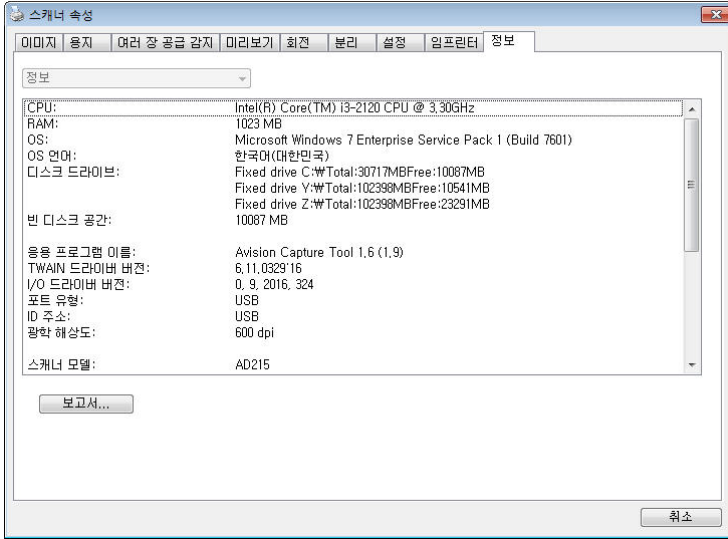 스캐너 속성
이미지 용지 여러 장 공급 감지 미리보기 회전 분리 설정 임프린터 정보
정보
CPU: Intel(R) Core(TM) i3-2120 CPU @ 3,30GHz
RAM: 1023 MB
OS: Microsoft Windows 7 Enterprise Service Pack 1 (Build 7601)
OS 언어: 한국어(대한민국)
디스크 드라이브: Fixed drive C:₩Total:30717MBFree:10087MB
Fixed drive Y:₩Total:102398MBFree:10541MB
Fixed drive Z:₩Total:102398MBFree:23291MB
빈 디스크 공간: 10087 MB
응용 프로그램 이름: Avision Capture Tool 1,6 (1,9)
TWAIN 드라이버 버전: 6,11,0329'16
I/O 드라이버 버전: 0, 9, 2016, 324
포트 유형: USB
ID 주소: USB
광학 해상도: 600 dpi
스캐너 모델: AD215
보고서...
취소